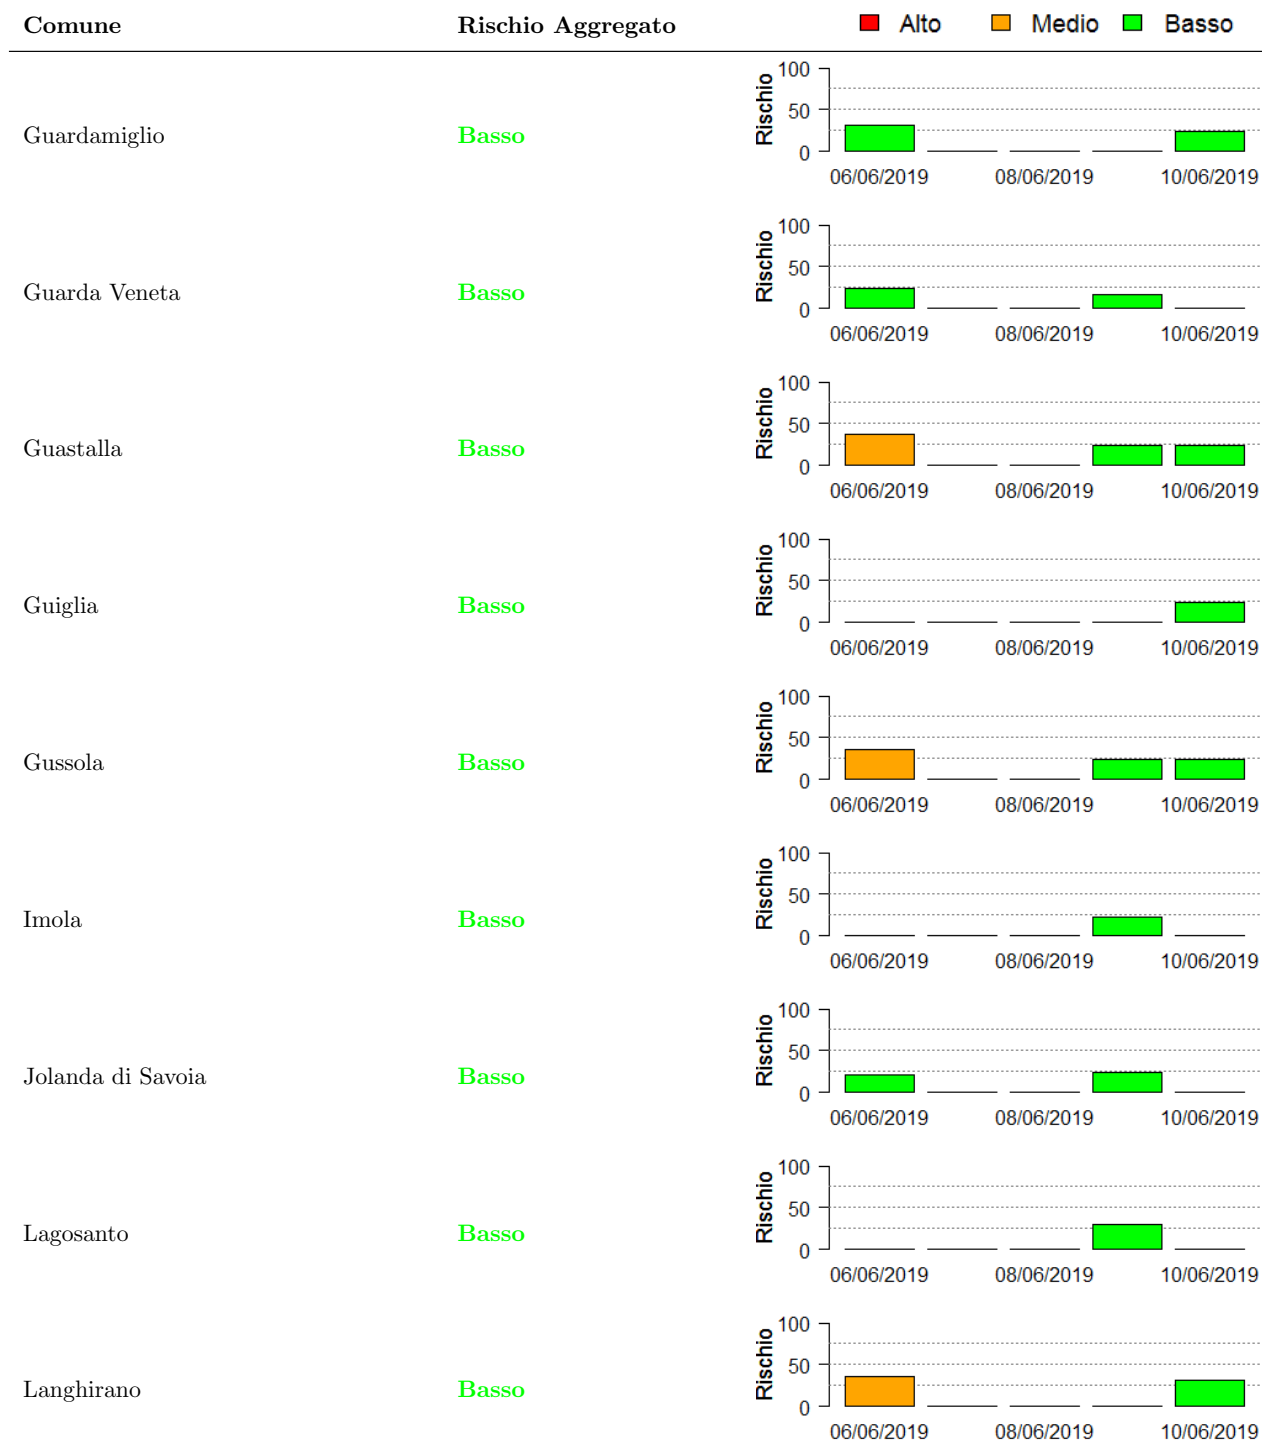 Comune Rischio Aggregato Alto Medio Basso
Guardamiglio Basso
Rischio
100
50
0
06/06/2019 08/06/2019 10/06/2019
Guarda Veneta Basso
Rischio
100
50
0
06/06/2019 08/06/2019 10/06/2019
Guastalla Basso
Rischio
100
50
0
06/06/2019 08/06/2019 10/06/2019
Guiglia Basso
Rischio
100
50
0
06/06/2019 08/06/2019 10/06/2019
Gussola Basso
Rischio
100
50
0
06/06/2019 08/06/2019 10/06/2019
Imola Basso
Rischio
100
50
0
06/06/2019 08/06/2019 10/06/2019
Jolanda di Savoia Basso
Rischio
100
50
0
06/06/2019 08/06/2019 10/06/2019
Lagosanto Basso
Rischio
100
50
0
06/06/2019 08/06/2019 10/06/2019
Langhirano Basso
Rischio
100
50
0
06/06/2019 08/06/2019 10/06/2019